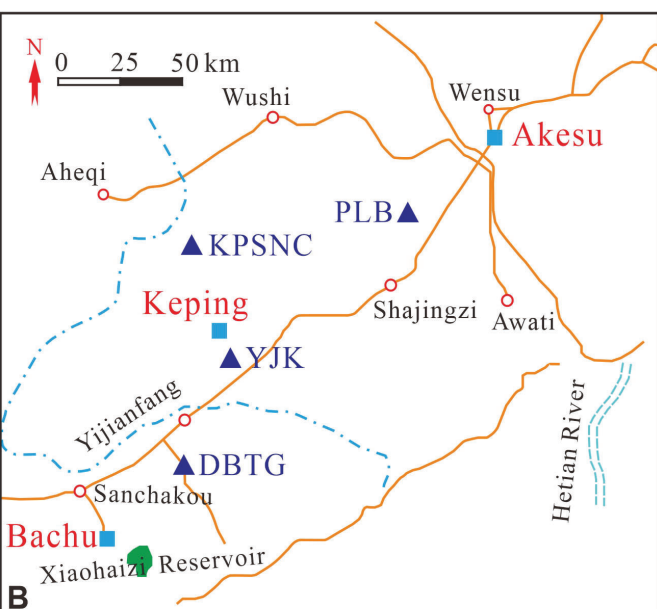 N
0 25 50 km
Wushi
Wensu
Akesu
Aheqi
PLB
KPSNC
Keping
Shajingzi
Awati
YJK
Yijianfang
DBTG
Hetian River
Sanchakou
Bachu
Xiaohaizi Reservoir
B